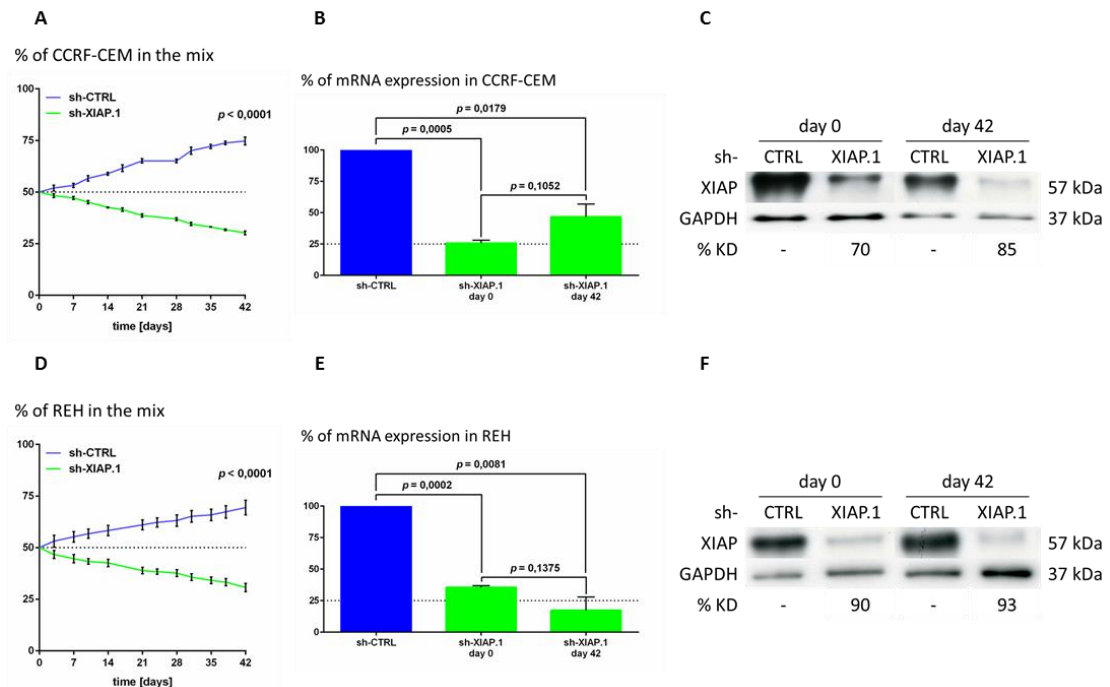 A
% of CCRF-CEM in the mix
100
75
50
25
0
sh-CTRL
sh-XIAP.1
p < 0,0001
0 7 14 21 28 35 42
time [days]
B
% of mRNA expression in CCRF-CEM
p = 0,0179
p = 0,0005
p = 0,1052
100
75
50
25
0
sh-CTRL
sh-XIAP.1
day 0
sh-XIAP.1
day 42
C
day 0 day 42
sh- CTRL XIAP.1 CTRL XIAP.1
XIAP 57 kDa
GAPDH 37 kDa
% KD - 70 - 85
D
% of REH in the mix
100
75
50
25
0
sh-CTRL
sh-XIAP.1
p < 0,0001
0 7 14 21 28 35 42
time [days]
E
% of mRNA expression in REH
p = 0,0081
p = 0,0002
p = 0,1375
100
75
50
25
0
sh-CTRL
sh-XIAP.1
day 0
sh-XIAP.1
day 42
F
day 0 day 42
sh- CTRL XIAP.1 CTRL XIAP.1
XIAP 57 kDa
GAPDH 37 kDa
% KD - 90 - 93